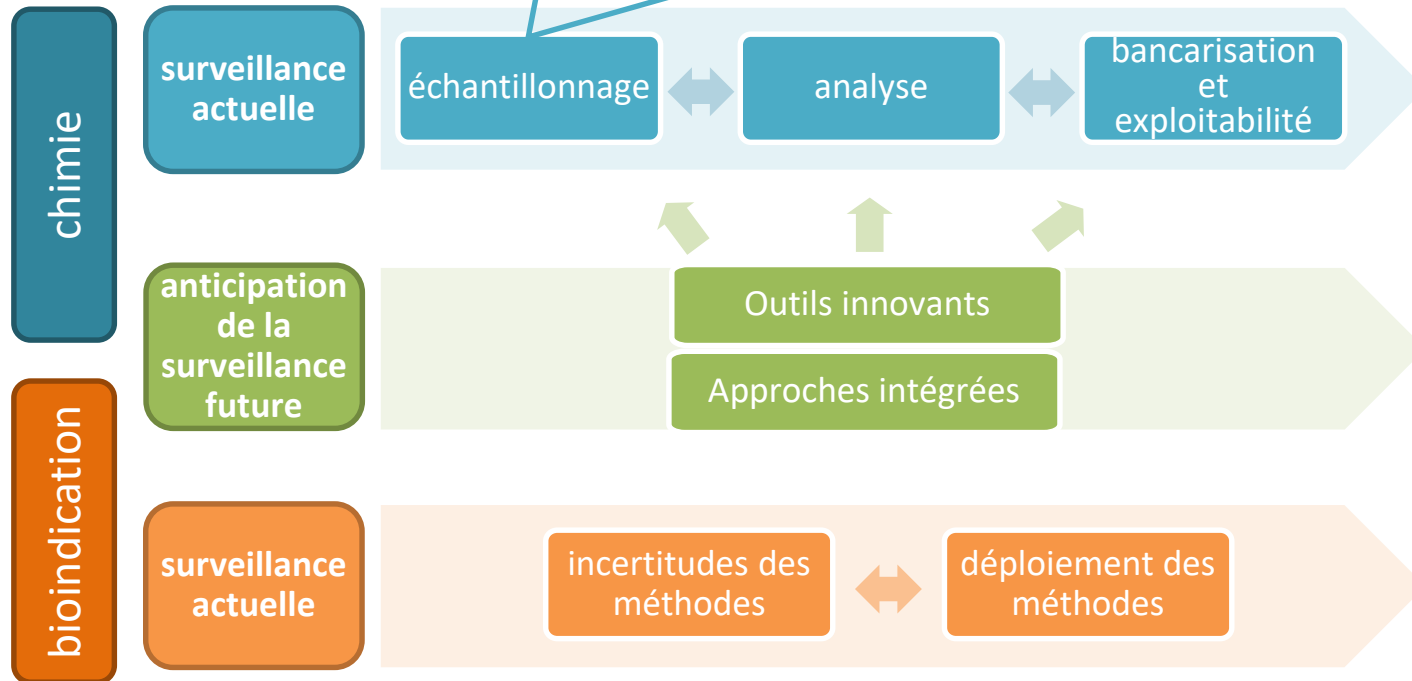 chimie
surveillance
actuelle
échantillonnage
analyse
bancarisation
et
exploitabilité
anticipation
de la
surveillance
future
Outils innovants
Approches intégrées
bioindication
surveillance
actuelle
incertitudes des
méthodes
déploiement des
méthodes